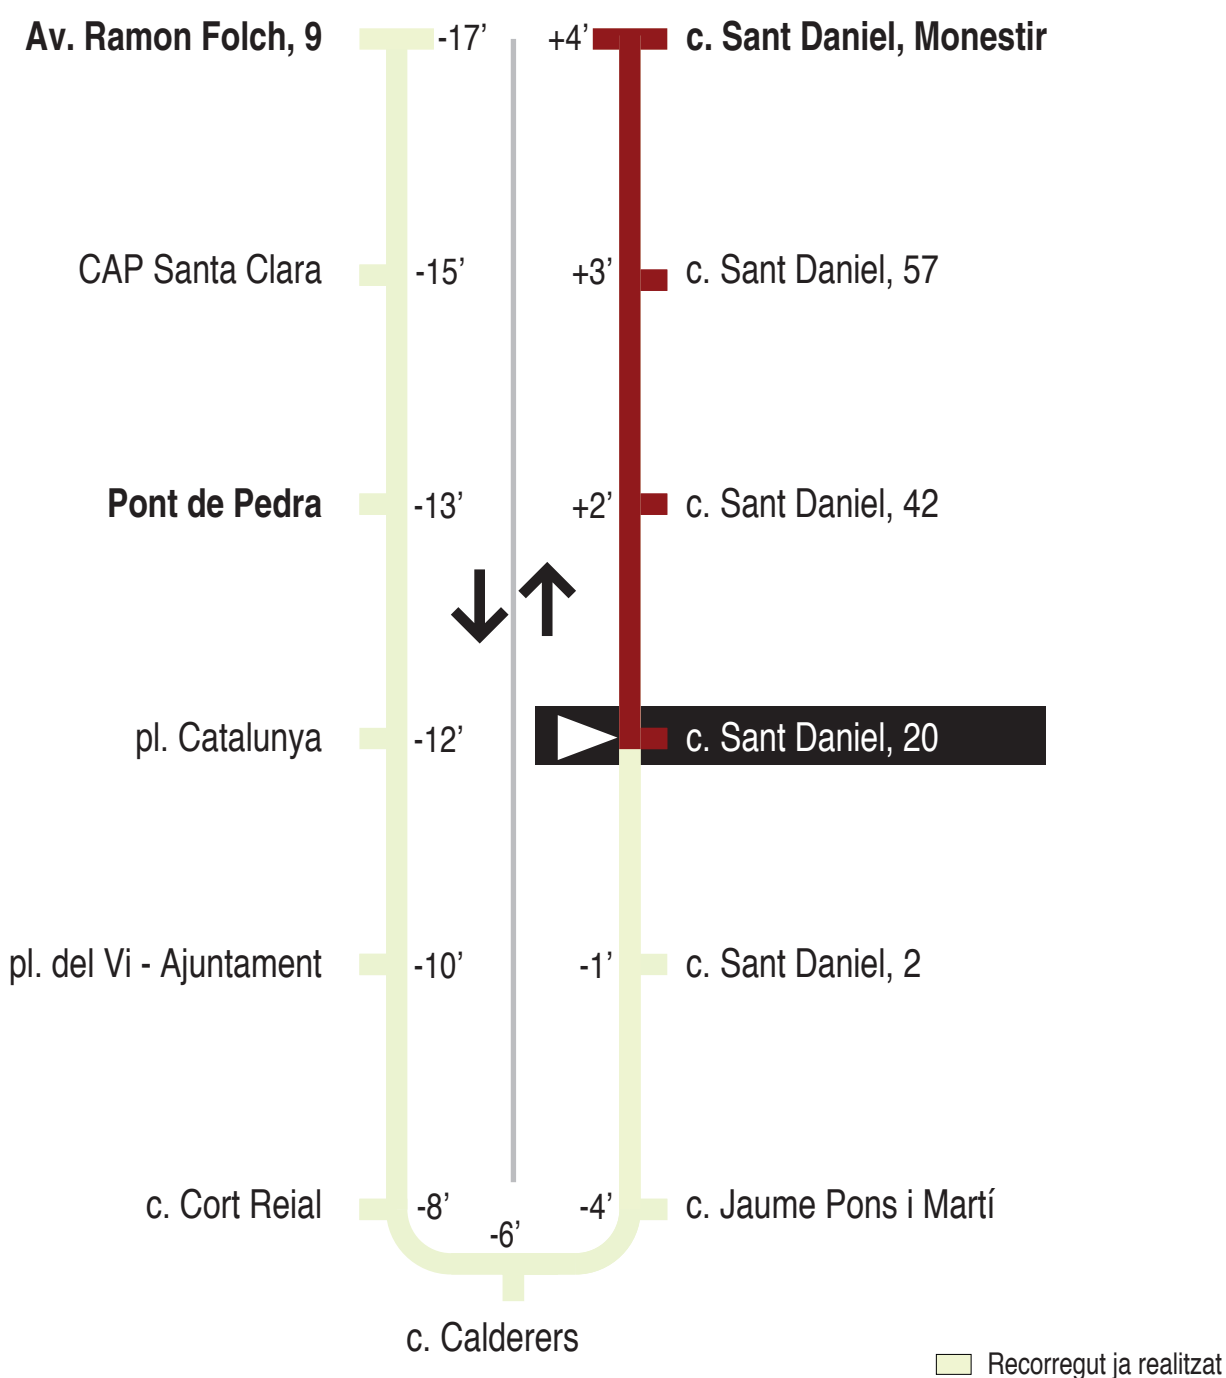 Av. Ramon Folch, 9 -17’ +4’ c. Sant Daniel, Monestir
CAP Santa Clara -15’ +3’ c. Sant Daniel, 57
Pont de Pedra -13’ +2’ c. Sant Daniel, 42
pl. Catalunya -12’ c. Sant Daniel, 20
pl. del Vi - Ajuntament -10’ -1’ c. Sant Daniel, 2
c. Cort Reial -8’ -4’ c. Jaume Pons i Martí
-6’
c. Calderers
Recorregut ja realitzat